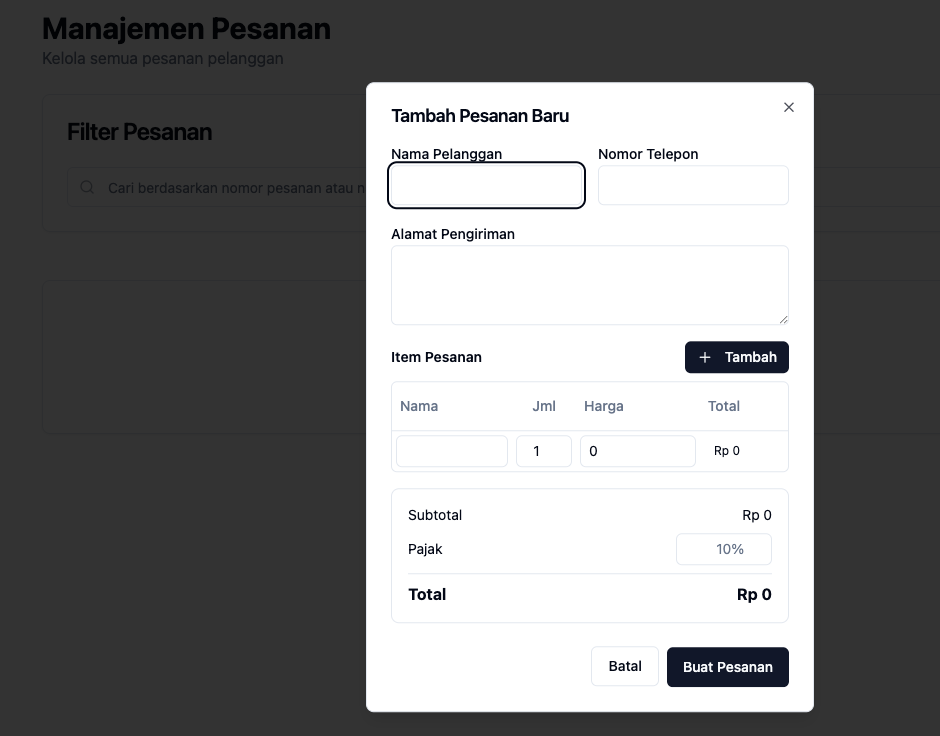 Manajemen Pesanan
Kelola semua pesanan pelanggan
Filter Pesanan
Cari berdasarkan nomor pesanan atau n
Tambah Pesanan Baru
Nama Pelanggan Nomor Telepon
Alamat Pengiriman
Item Pesanan + Tambah
Nama Jml Harga Total
1 0 Rp 0
Subtotal Rp 0
Pajak 10%
Total Rp 0
Batal Buat Pesanan